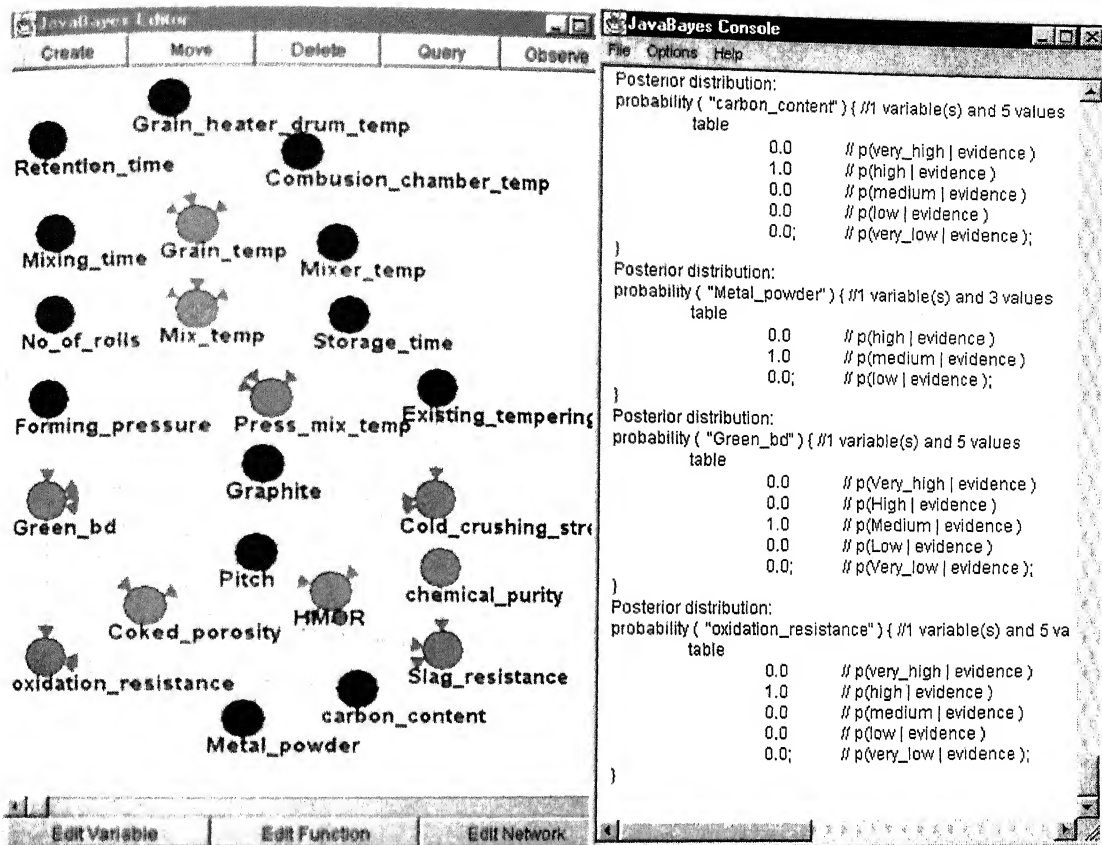 JavaBayes Editor
Create Move Delete Query Observe
Grain_heater_drum_temp
Retention_time
Combusion_chamber_temp
Mixing_time
Grain_temp
Mixer_temp
No_of_rolls
Mix_temp
Storage_time
Forming_pressure
Press_mix_temp
Existing_tempering
Graphite
Green_bd
Cold_crushing_stre
Pitch
chemical_purity
Coked_porosity
HMOR
oxidation_resistance
Slag_resistance
carbon_content
Metal_powder
Edit Variable Edit Function Edit Network
JavaBayes Console
File Options Help
Posterior distribution:
probability ( "carbon_content" ) { //1 variable(s) and 5 values
table
0.0 // p(very_high | evidence )
1.0 // p(high | evidence )
0.0 // p(medium | evidence )
0.0 // p(low | evidence )
0.0; // p(very_low | evidence );
}
Posterior distribution:
probability ( "Metal_powder" ) { //1 variable(s) and 3 values
table
0.0 // p(high | evidence )
1.0 // p(medium | evidence )
0.0; // p(low | evidence );
}
Posterior distribution:
probability ( "Green_bd" ) { //1 variable(s) and 5 values
table
0.0 // p(Very_high | evidence )
0.0 // p(High | evidence )
1.0 // p(Medium | evidence )
0.0 // p(Low | evidence )
0.0; // p(Very_low | evidence );
}
Posterior distribution:
probability ( "oxidation_resistance" ) { //1 variable(s) and 5 va
table
0.0 // p(very_high | evidence )
1.0 // p(high | evidence )
0.0 // p(medium | evidence )
0.0 // p(low | evidence )
0.0; // p(very_low | evidence );
}